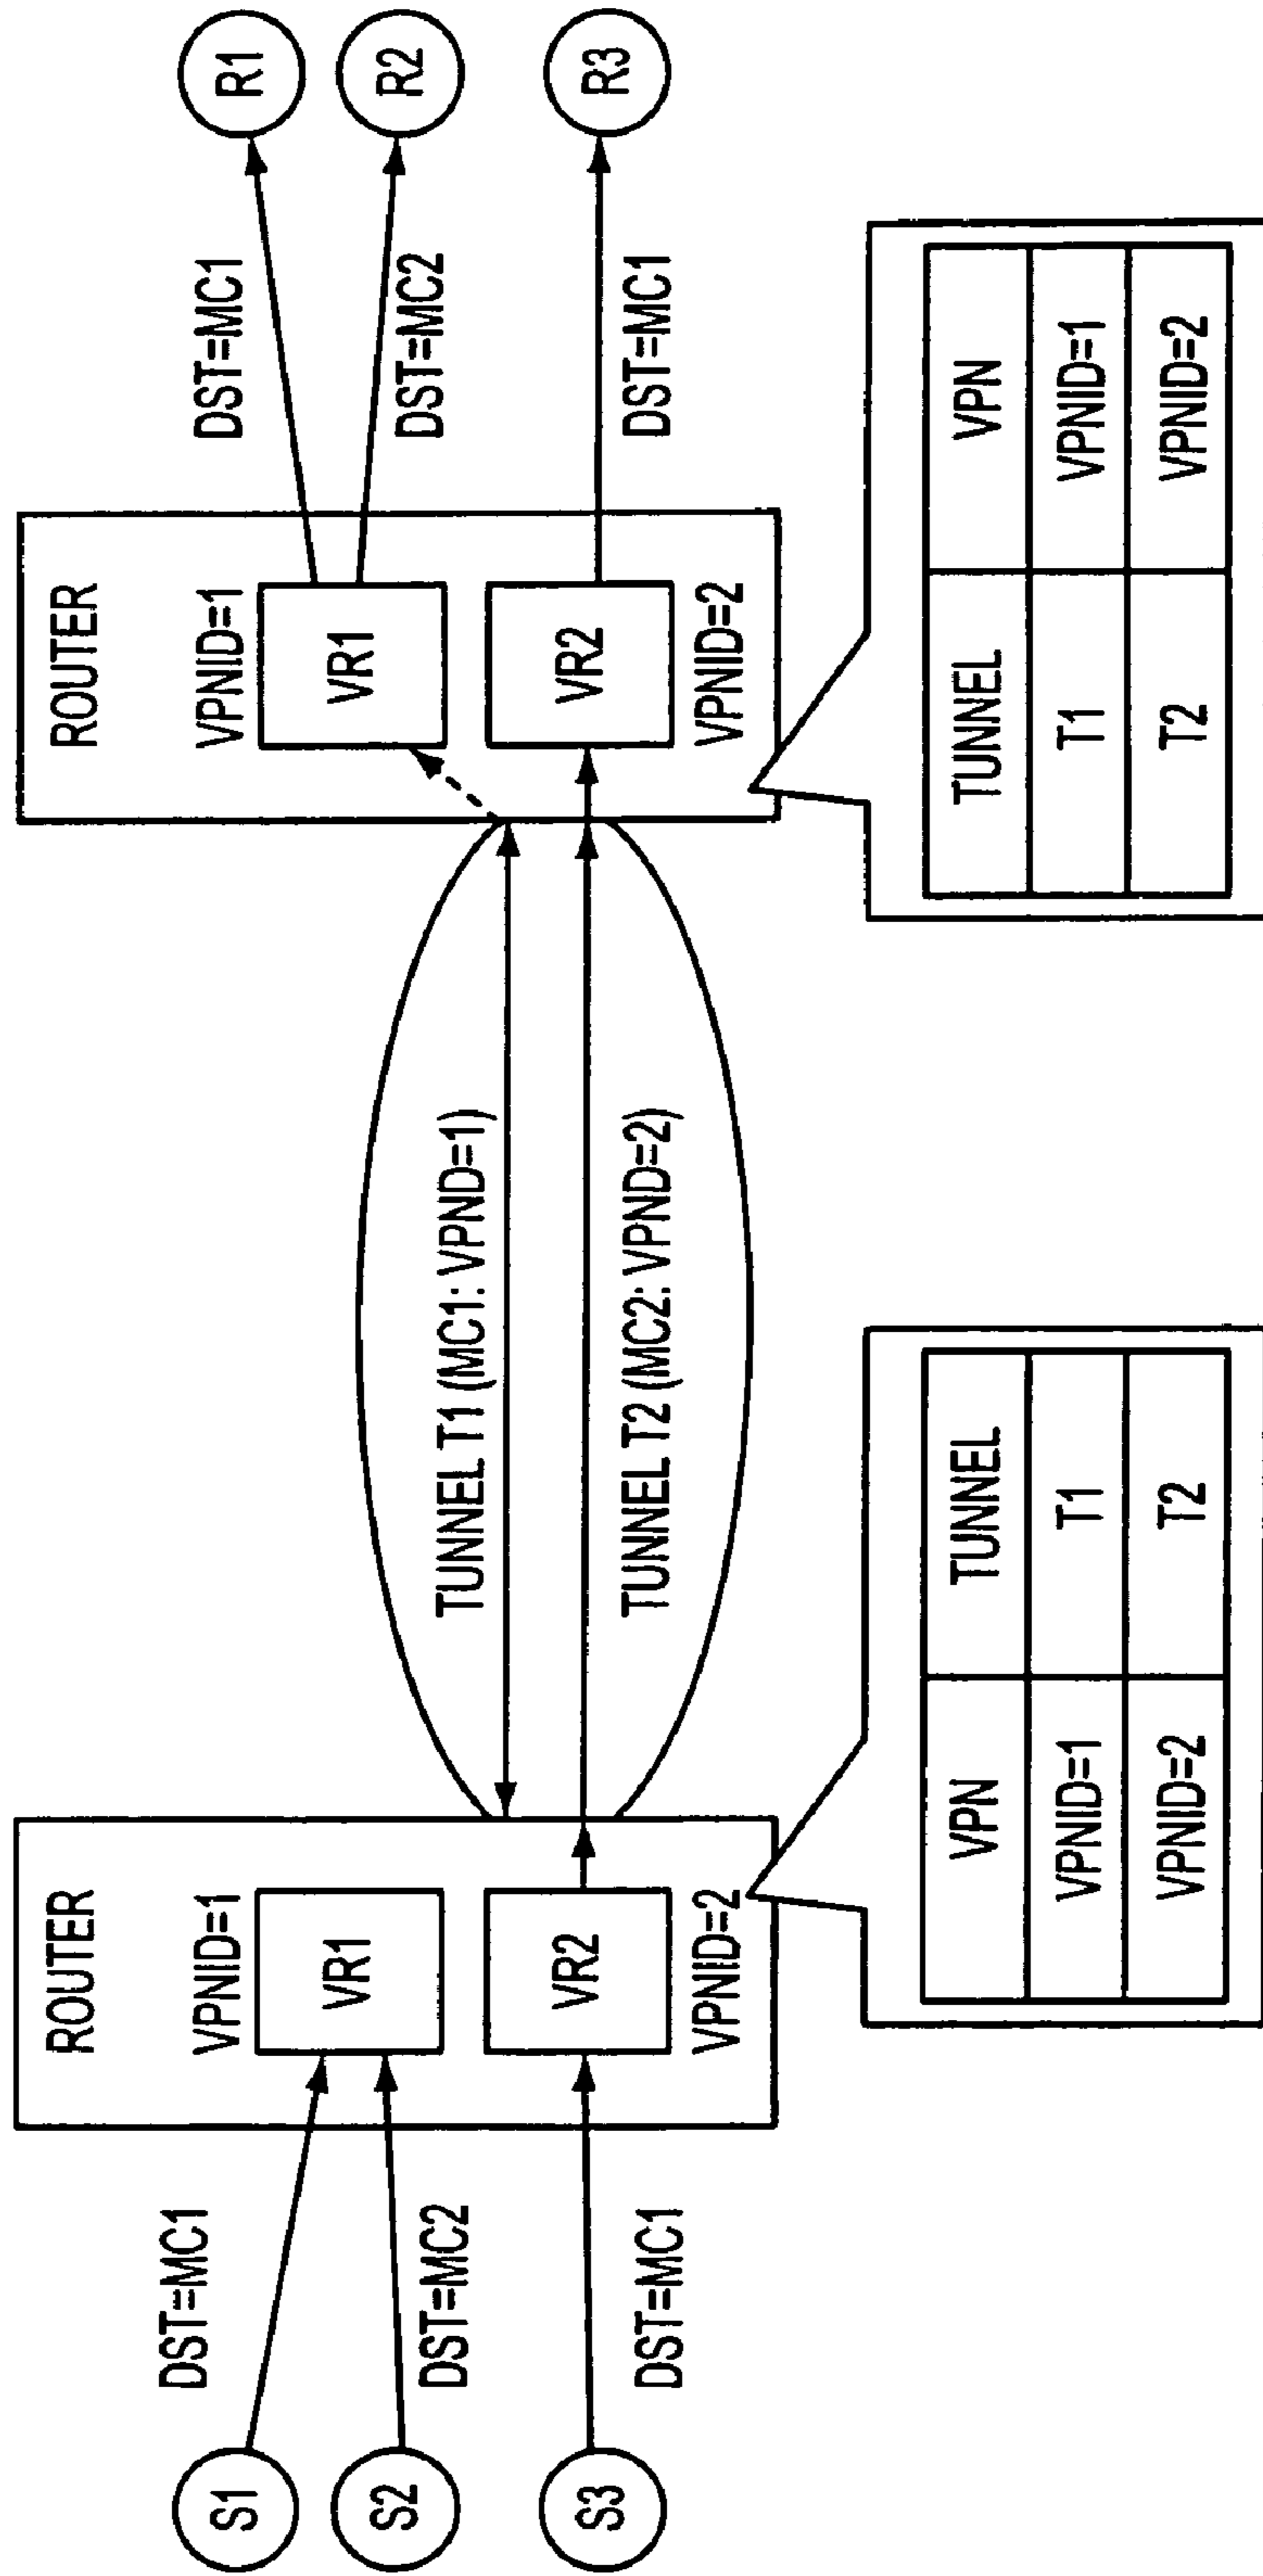 S1
S2
S3
DST=MC1
DST=MC2
DST=MC1
ROUTER
VPNID=1
VR1
VR2
VPNID=2
TUNNEL T1 (MC1: VPND=1)
TUNNEL T2 (MC2: VPND=2)
ROUTER
VPNID=1
VR1
VR2
VPNID=2
DST=MC1
DST=MC2
DST=MC1
R1
R2
R3
VPN TUNNEL
VPNID=1 T1
VPNID=2 T2
TUNNEL VPN
T1 VPNID=1
T2 VPNID=2